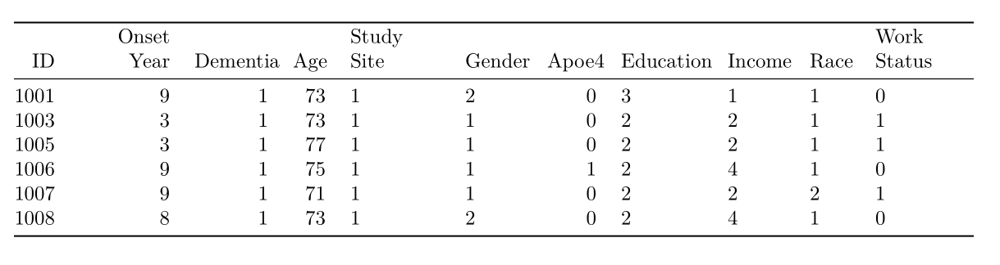 Onset Study Work
ID Year Dementia Age Site Gender Apoe4 Education Income Race Status
1001 9 1 73 1 2 0 3 1 1 0
1003 3 1 73 1 1 0 2 2 1 1
1005 3 1 77 1 1 0 2 2 1 1
1006 9 1 75 1 1 1 2 4 1 0
1007 9 1 71 1 1 0 2 2 2 1
1008 8 1 73 1 2 0 2 4 1 0